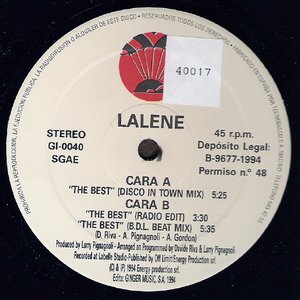 RESERVADOS TODOS LOS DERECHOS
40017
LALENE
STEREO
GI-0040
SGAE
45 r.p.m.
Depósito Legal:
B-9677-1994
Permiso n.º 48
CARA A
"THE BEST" (DISCO IN TOWN MIX) 5:25
CARA B
"THE BEST" (RADIO EDIT) 3:30
"THE BEST" (B.D.L. BEAT MIX) 5:35
(D. Riva - A. Pignagnoli - A. Gordon)
Produced by Larry Pignagnoli - Arranged an Programmed by Davide Riva & Larry Pignagnoli
Recorded at Labelle Studio - Published by Off Limit! Energy Production srl.
(C) & (P) 1994 Energy production srl.
Edits: GINGER MUSIC, S.A. 1994